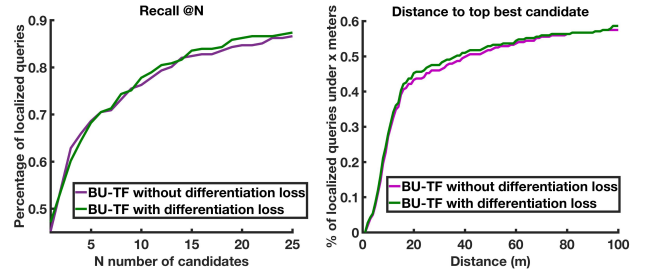 Recall @N
Percentage of localized queries
0.9
0.8
0.7
0.6
0.5
BU-TF without differentiation loss
BU-TF with differentiation loss
5
10
15
20
25
N number of candidates
Distance to top best candidate
% of localized queries under x meters
0.6
0.5
0.4
0.3
0.2
0.1
0
BU-TF without differentiation loss
BU-TF with differentiation loss
0
20
40
60
80
100
Distance (m)